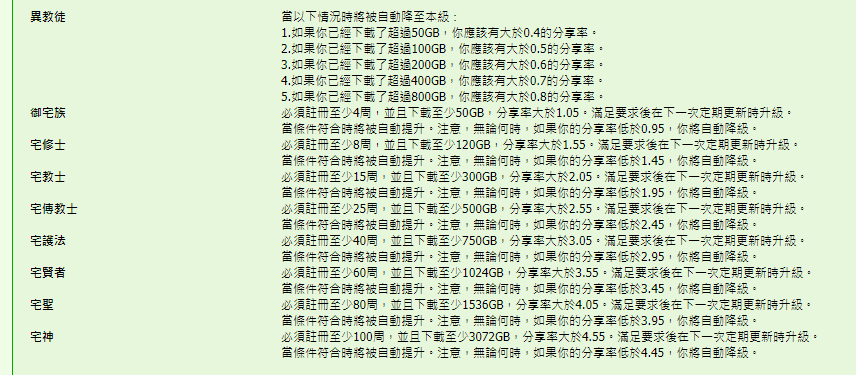 異教徒 當以下情況時將被自動降至本級：
1.如果你已經下載了超過50GB，你應該有大於0.4的分享率。
2.如果你已經下載了超過100GB，你應該有大於0.5的分享率。
3.如果你已經下載了超過200GB，你應該有大於0.6的分享率。
4.如果你已經下載了超過400GB，你應該有大於0.7的分享率。
5.如果你已經下載了超過800GB，你應該有大於0.8的分享率。
御宅族 必須註冊至少4周，並且下載至少50GB，分享率大於1.05。滿足要求後在下一次定期更新時升級。
當條件符合時將被自動提升。注意，無論何時，如果你的分享率低於0.95，你將自動降級。
宅修士 必須註冊至少8周，並且下載至少120GB，分享率大於1.55。滿足要求後在下一次定期更新時升級。
當條件符合時將被自動提升。注意，無論何時，如果你的分享率低於1.45，你將自動降級。
宅教士 必須註冊至少15周，並且下載至少300GB，分享率大於2.05。滿足要求後在下一次定期更新時升級。
當條件符合時將被自動提升。注意，無論何時，如果你的分享率低於1.95，你將自動降級。
宅傳教士 必須註冊至少25周，並且下載至少500GB，分享率大於2.55。滿足要求後在下一次定期更新時升級。
當條件符合時將被自動提升。注意，無論何時，如果你的分享率低於2.45，你將自動降級。
宅護法 必須註冊至少40周，並且下載至少750GB，分享率大於3.05。滿足要求後在下一次定期更新時升級。
當條件符合時將被自動提升。注意，無論何時，如果你的分享率低於2.95，你將自動降級。
宅賢者 必須註冊至少60周，並且下載至少1024GB，分享率大於3.55。滿足要求後在下一次定期更新時升級。
當條件符合時將被自動提升。注意，無論何時，如果你的分享率低於3.45，你將自動降級。
宅聖 必須註冊至少80周，並且下載至少1536GB，分享率大於4.05。滿足要求後在下一次定期更新時升級。
當條件符合時將被自動提升。注意，無論何時，如果你的分享率低於3.95，你將自動降級。
宅神 必須註冊至少100周，並且下載至少3072GB，分享率大於4.55。滿足要求後在下一次定期更新時升級。
當條件符合時將被自動提升。注意，無論何時，如果你的分享率低於4.45，你將自動降級。